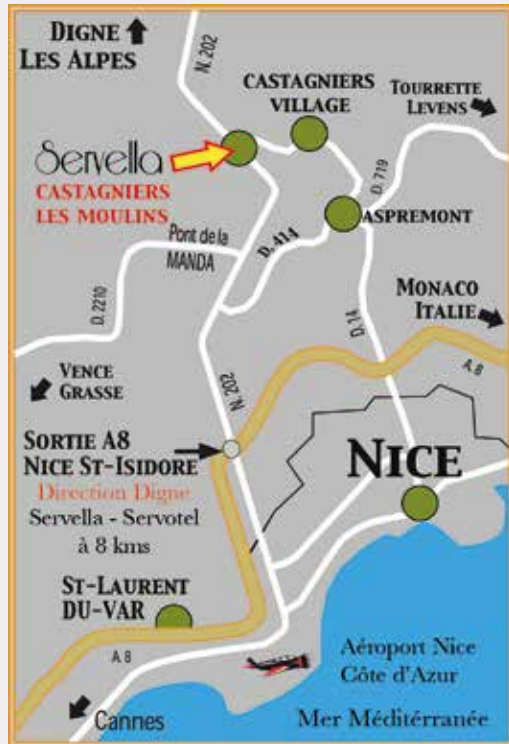 DIGNE
LES ALPES
N. 202
CASTAGNIERS
VILLAGE
TOURRETTE
LEVENS
Servella
CASTAGNIERS
LES MOULINS
D. 719
ASPREMONT
Pont de la
MANDA
D. 414
D. 2210
MONACO
ITALIE
D. 14
A 8
VENCE
GRASSE
N. 202
SORTIE A8
NICE ST-ISIDORE
Direction Digne
Servella - Servotel
à 8 kms
NICE
ST-LAURENT
DU-VAR
A 8
Aéroport Nice
Côte d'Azur
Cannes
Mer Méditérranée